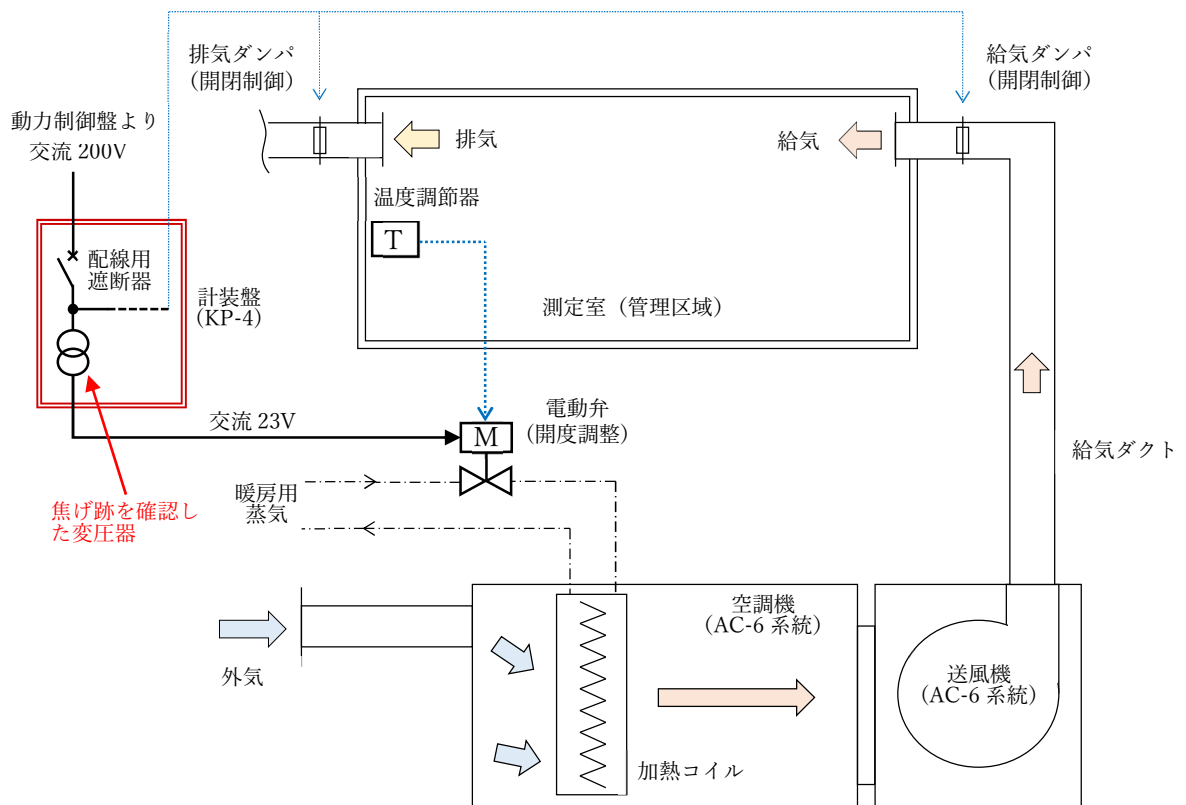 排気ダンパ
（開閉制御）
給気ダンパ
（開閉制御）
動力制御盤より
交流 200V
排気
給気
温度調節器
T
配線用
遮断器
計装盤
(KP-4)
測定室（管理区域）
交流 23V
M
電動弁
（開度調整）
給気ダクト
暖房用
蒸気
焦げ跡を確認し
た変圧器
空調機
（AC-6 系統）
送風機
（AC-6 系統）
外気
加熱コイル